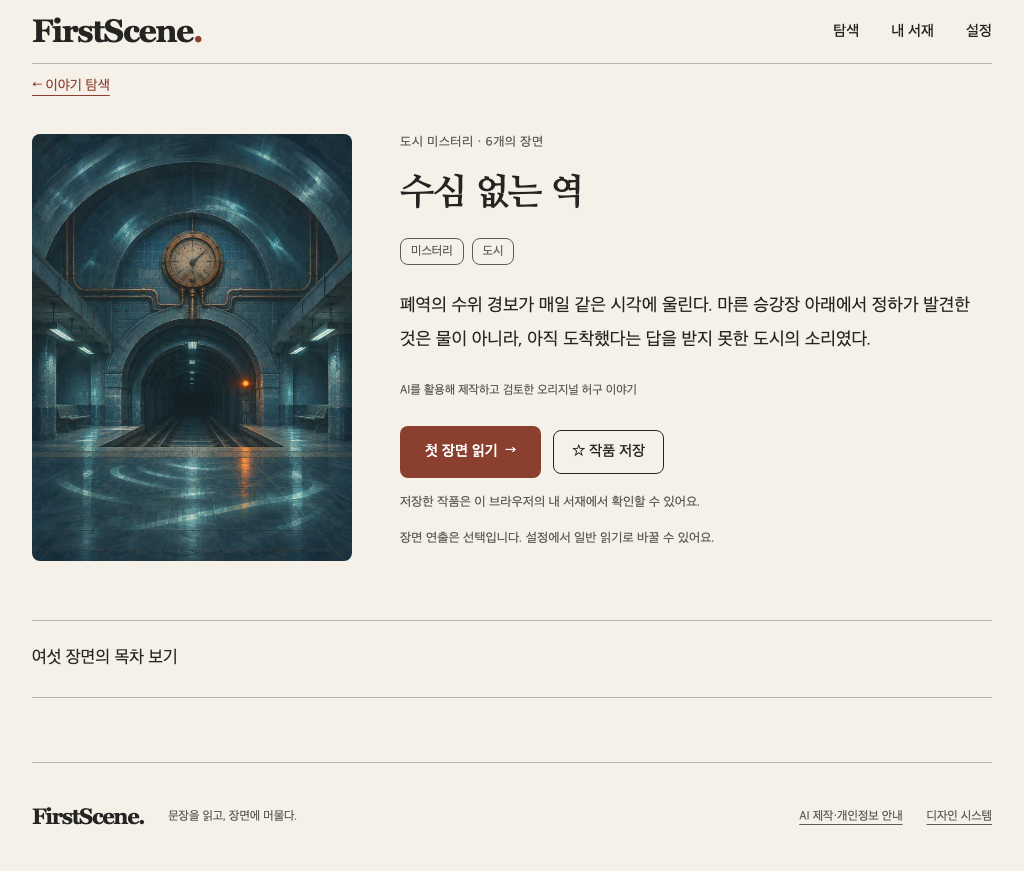 FirstScene.
탐색
내 서재
설정
← 이야기 탐색
도시 미스터리 · 6개의 장면
수심 없는 역
미스터리
도시
폐역의 수위 경보가 매일 같은 시각에 울린다. 마른 승강장 아래에서 정하가 발견한
것은 물이 아니라, 아직 도착했다는 답을 받지 못한 도시의 소리였다.
AI를 활용해 제작하고 검토한 오리지널 허구 이야기
첫 장면 읽기 →
☆ 작품 저장
저장한 작품은 이 브라우저의 내 서재에서 확인할 수 있어요.
장면 연출은 선택입니다. 설정에서 일반 읽기로 바꿀 수 있어요.
여섯 장면의 목차 보기
FirstScene.
문장을 읽고, 장면에 머물다.
AI 제작·개인정보 안내
디자인 시스템